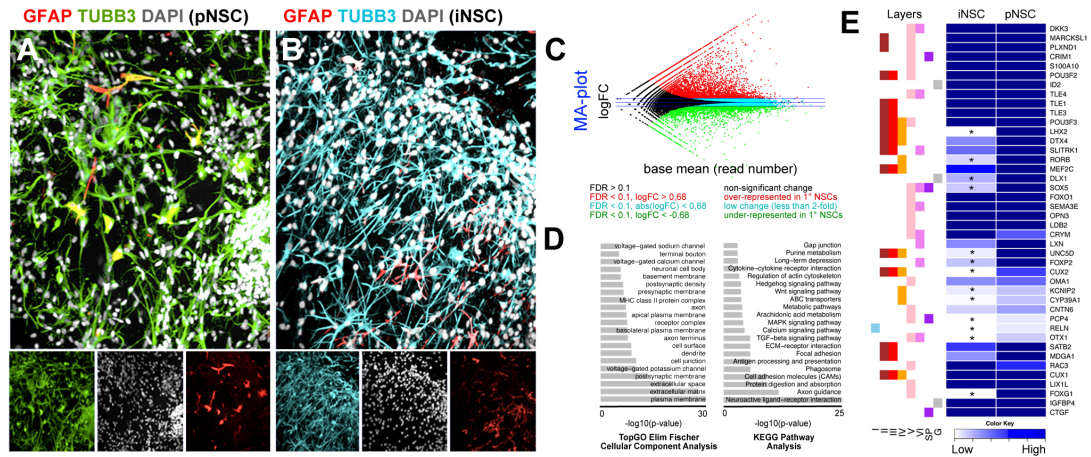 GFAP TUBB3 DAPI (pNSC)
GFAP TUBB3 DAPI (iNSC)
A
B
C
MA-plot
logFC
base mean (read number)
FDR > 0.1
non-significant change
FDR < 0.1, logFC > 0,68
over-represented in 1° NSCs
FDR < 0.1, abs(logFC) < 0,68
low change (less than 2-fold)
FDR < 0.1, logFC < -0,68
under-represented in 1° NSCs
D
voltage-gated sodium channel
terminal bouton
voltage-gated calcium channel
neuronal cell body
basement membrane
postsynaptic density
presynaptic membrane
MHC class II protein complex
axon
apical plasma membrane
receptor complex
basolateral plasma membrane
axon terminus
cell surface
dendrite
cell junction
voltage-gated potassium channel
postsynaptic membrane
extracellular space
extracellular matrix
plasma membrane
0
30
-log10(p-value)
TopGO Elim Fischer
Cellular Component Analysis
Gap junction
Purine metabolism
Long-term depression
Cytokine-cytokine receptor interaction
Regulation of actin cytoskeleton
Hedgehog signaling pathway
Wnt signaling pathway
ABC transporters
Metabolic pathways
Arachidonic acid metabolism
MAPK signaling pathway
Calcium signaling pathway
TGF-beta signaling pathway
ECM-receptor interaction
Focal adhesion
Antigen processing and presentation
Phagosome
Cell adhesion molecules (CAMs)
Protein digestion and absorption
Axon guidance
Neuroactive ligand-receptor interaction
0
25
-log10(p-value)
KEGG Pathway
Analysis
E
Layers
iNSC
pNSC
DKK3
MARCKSL1
PLXND1
CRIM1
S100A10
POU3F2
ID2
TLE4
TLE1
TLE3
POU3F3
* LHX2
DTX4
SLITRK1
* RORB
MEF2C
* DLX1
* SOX5
FOXO1
SEMA3E
OPN3
LDB2
CRYM
LXN
* UNC5D
* FOXP2
* CUX2
OMA1
* KCNIP2
* CYP39A1
CNTN6
* PCP4
* RELN
* OTX1
SATB2
MDGA1
RAC3
CUX1
LIX1L
* FOXG1
IGFBP4
CTGF
I
II
III
IV
V
VI
SP
G
Color Key
Low
High